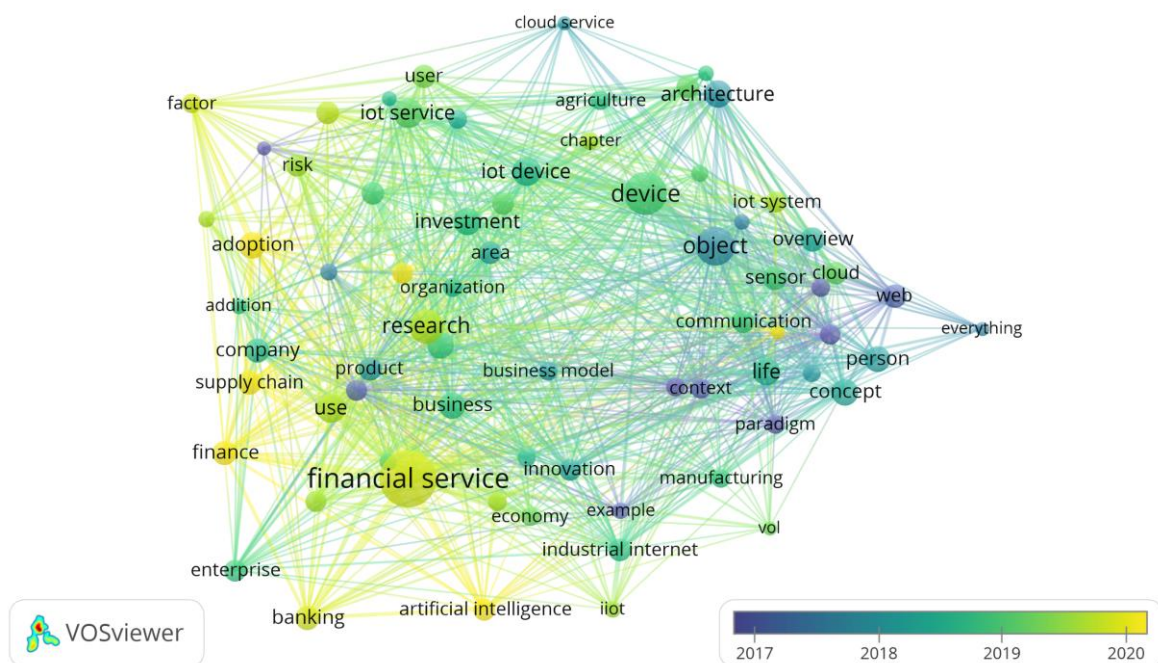 cloud service
user
factor
iot service
agriculture
architecture
chapter
risk
iot device
device
iot system
investment
adoption
area
object
overview
organization
sensor
cloud
addition
web
research
communication
everything
company
product
business model
person
supply chain
life
context
concept
use
business
paradigm
finance
innovation
financial service
manufacturing
economy
example
vol
industrial internet
enterprise
banking
artificial intelligence
iiot
VOSviewer
2017
2018
2019
2020